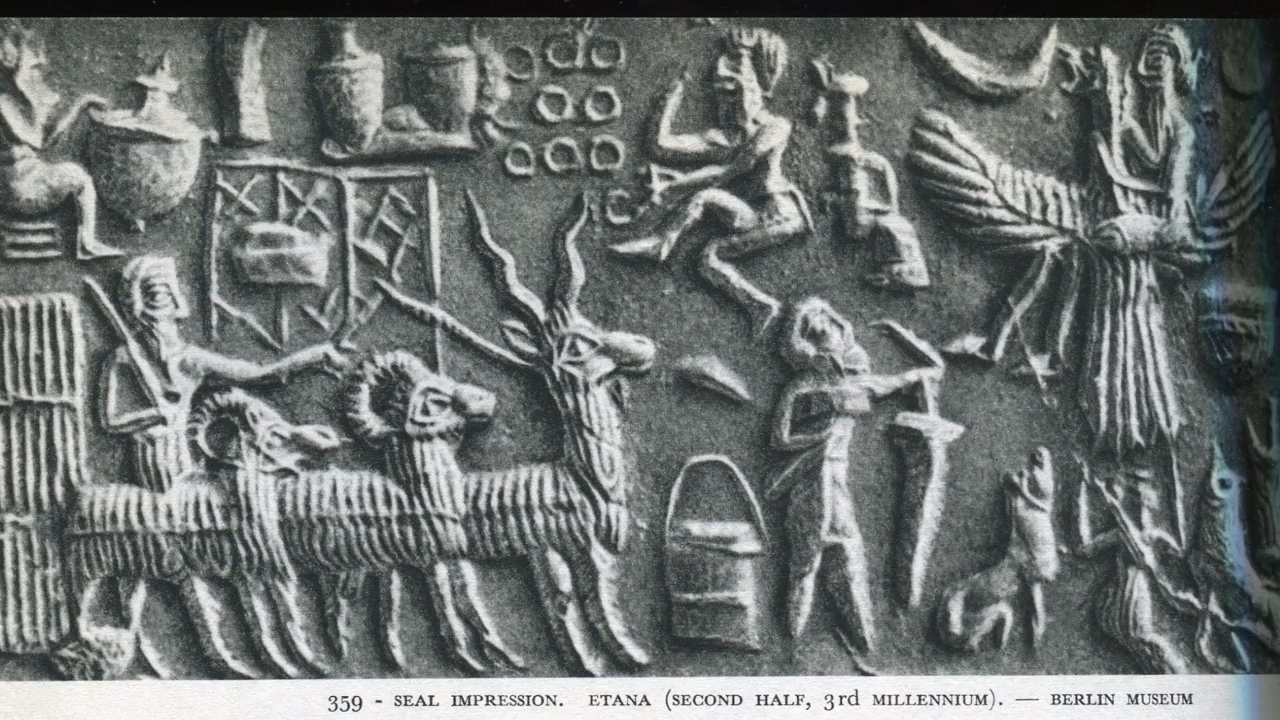 359 - SEAL IMPRESSION. ETANA (SECOND HALF, 3rd MILLENNIUM). — BERLIN MUSEUM